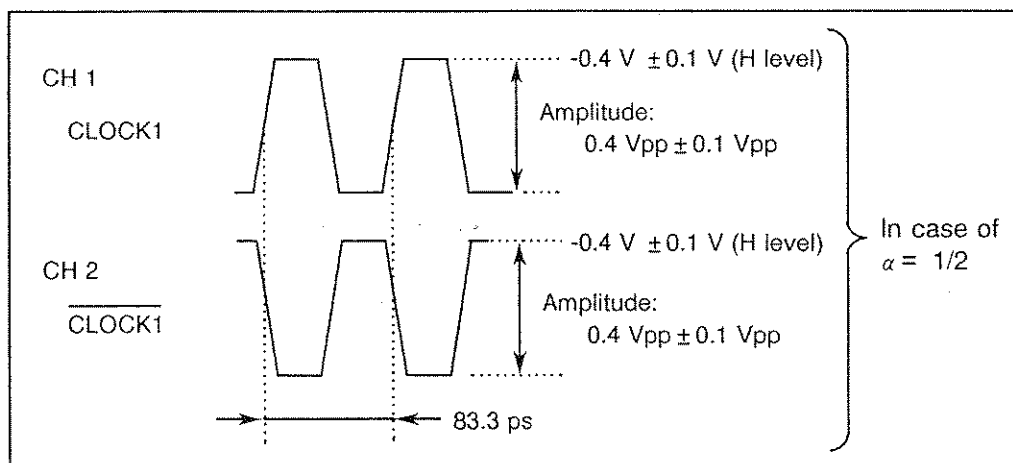 -0.4 V ±0.1 V (H level)
CH 1
Amplitude:
CLOCK1
0.4 Vpp ± 0.1 Vpp
In case of
α = 1/2
-0.4 V ±0.1 V (H level)
CH 2
Amplitude:
CLOCK1
0.4 Vpp ± 0.1 Vpp
83.3 ps